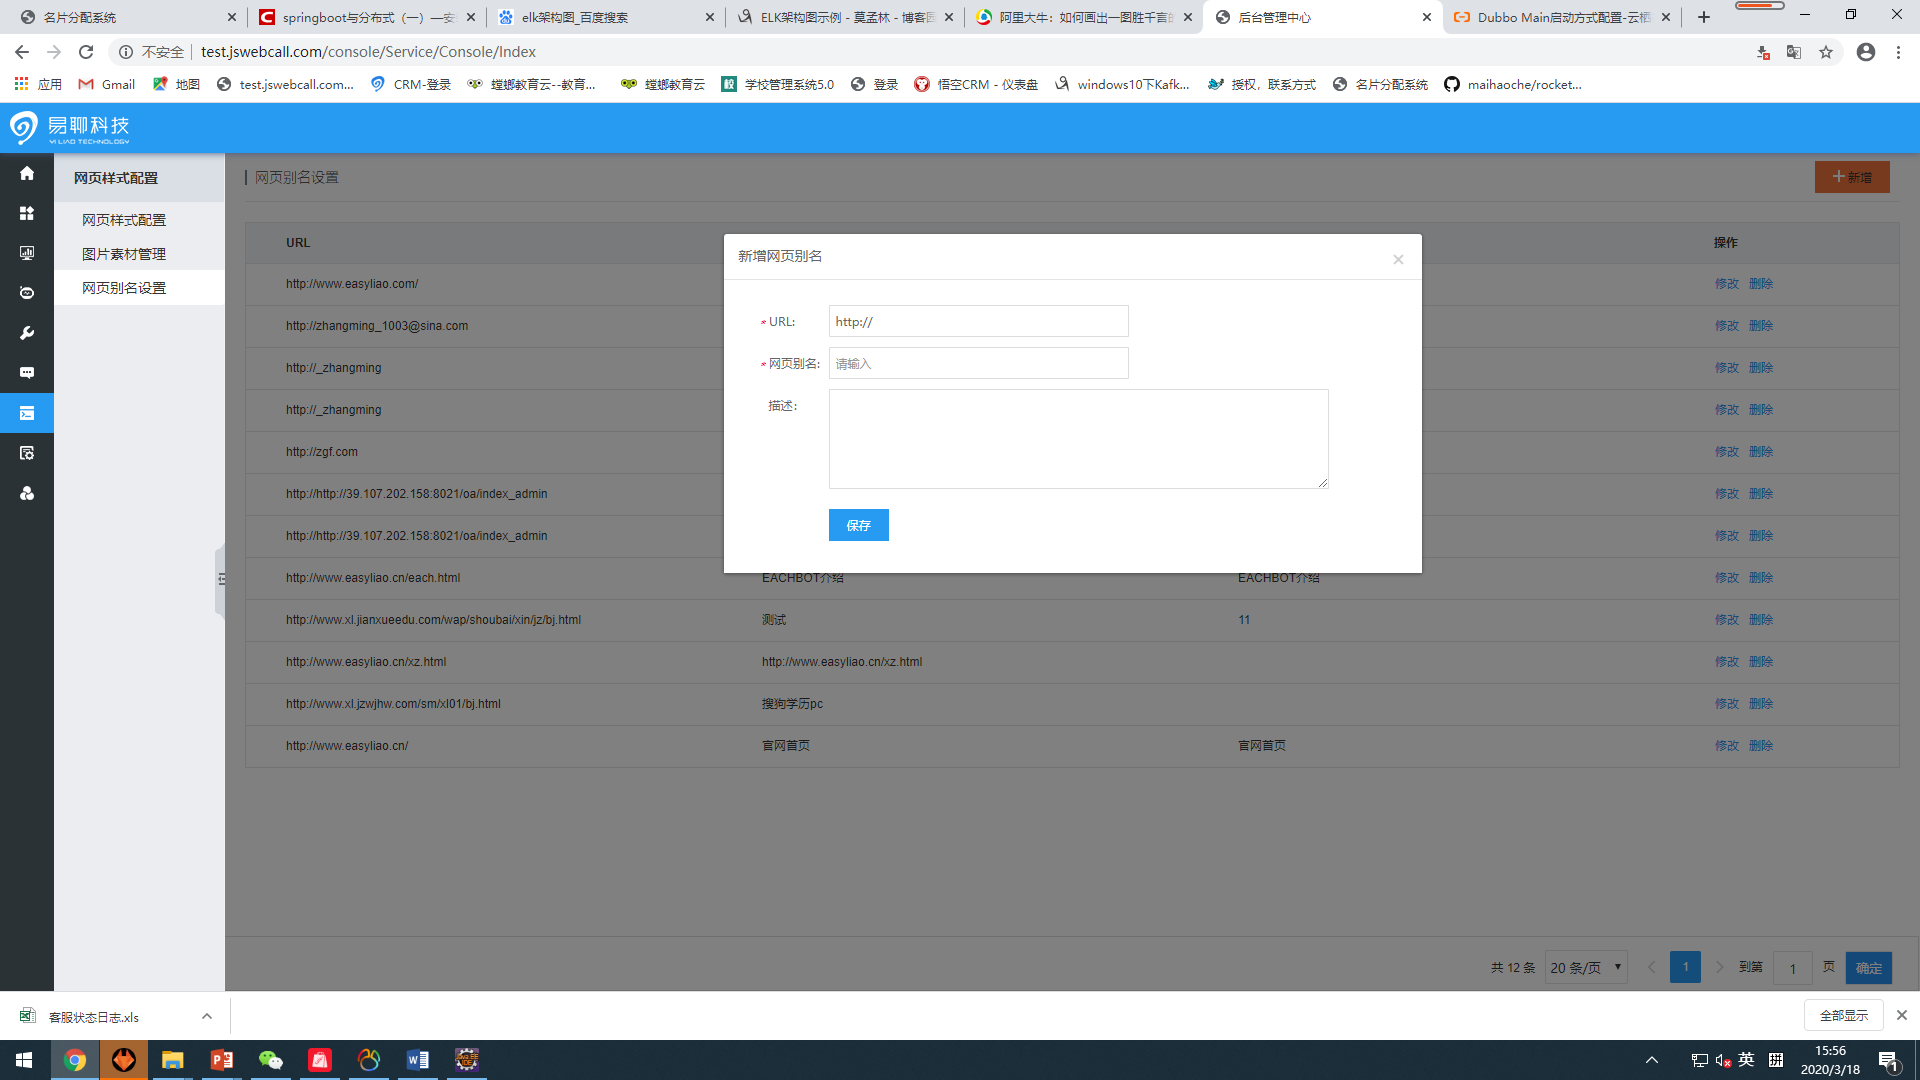 名片分配系统
springboot与分布式（一）—安
elk架构图_百度搜索
ELK架构图示例 - 莫孟林 - 博客园
阿里大牛：如何画出一图胜千言的
后台管理中心
Dubbo Main启动方式配置-云栖
不安全
test.jswebcall.com/console/Service/Console/Index
应用
Gmail
地图
test.jswebcall.com...
CRM-登录
螳螂教育云--教育...
螳螂教育云
学校管理系统5.0
登录
悟空CRM - 仪表盘
windows10下Kafk...
授权，联系方式
名片分配系统
maihaoche/rocket...
易聊科技
YI LIAO TECHNOLOGY
网页样式配置
网页样式配置
图片素材管理
网页别名设置
网页别名设置
新增
URL
操作
http://www.easyliao.com/
修改 删除
http://zhangming_1003@sina.com
修改 删除
http://_zhangming
修改 删除
http://_zhangming
修改 删除
http://zgf.com
修改 删除
http://http://39.107.202.158:8021/oa/index_admin
修改 删除
http://http://39.107.202.158:8021/oa/index_admin
修改 删除
http://www.easyliao.cn/each.html
EACHBOT介绍
EACHBOT介绍
修改 删除
http://www.xl.jianxueedu.com/wap/shoubai/xin/jz/bj.html
测试
11
修改 删除
http://www.easyliao.cn/xz.html
http://www.easyliao.cn/xz.html
修改 删除
http://www.xl.jzwjhw.com/sm/xl01/bj.html
搜狗学历pc
修改 删除
http://www.easyliao.cn/
官网首页
官网首页
修改 删除
新增网页别名
* URL:
http://
* 网页别名:
请输入
描述:
保存
共 12 条
20 条/页
1
到第
1
页
确定
客服状态日志.xls
全部显示
英
拼
15:56
2020/3/18
1